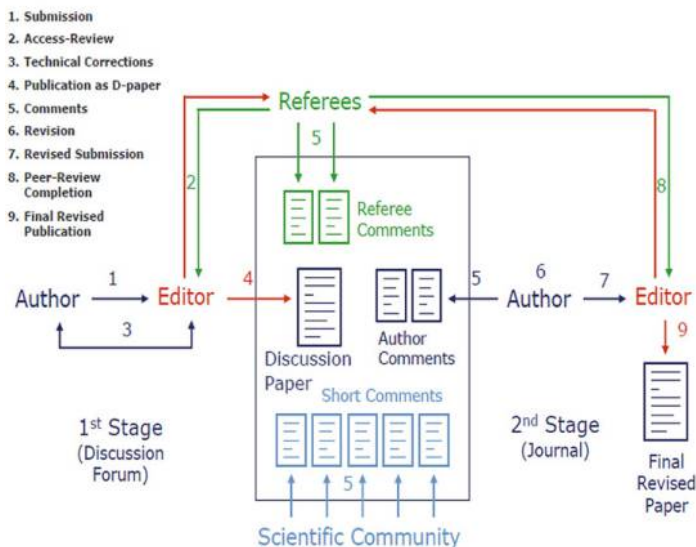 1. Submission
2. Access-Review
3. Technical Corrections
4. Publication as D-paper
5. Comments
6. Revision
7. Revised Submission
8. Peer-Review
Completion
9. Final Revised
Publication
Referees
5
2
8
Referee
Comments
Author
1
Editor
4
3
Discussion
Paper
Author
Comments
5
6
Author
7
Editor
9
Short Comments
5
1st Stage
(Discussion
Forum)
2nd Stage
(Journal)
Final
Revised
Paper
Scientific Community